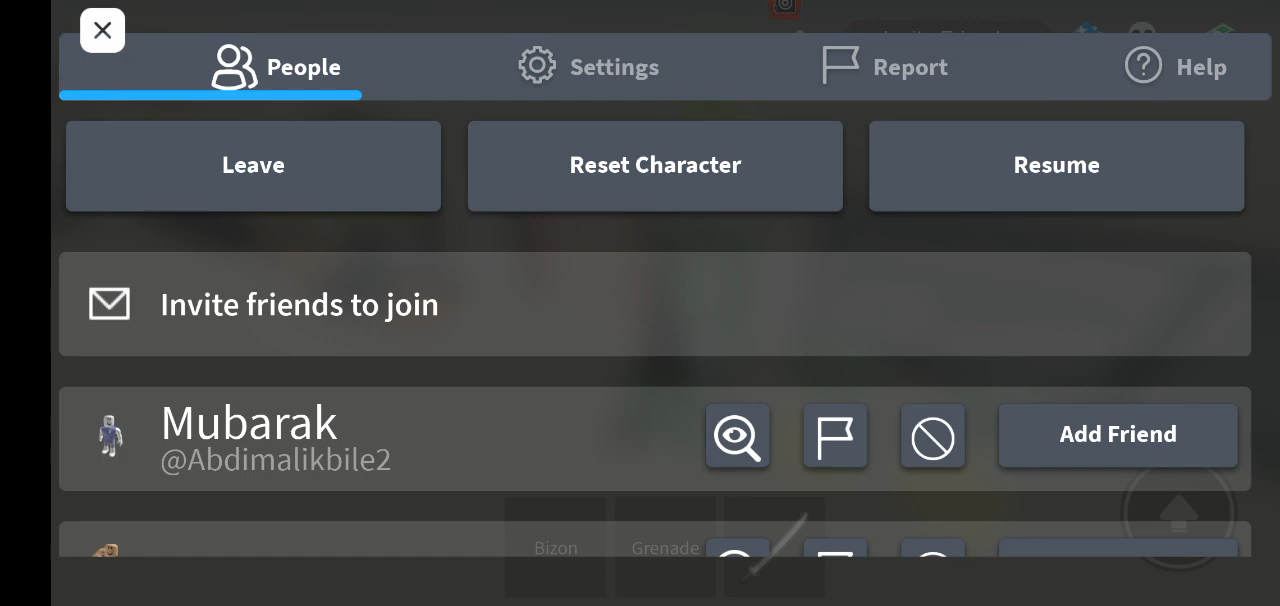 People
Settings
Report
Help
Leave
Reset Character
Resume
Invite friends to join
Mubarak
@Abdimalikbile2
Add Friend
Bizon
Grenade